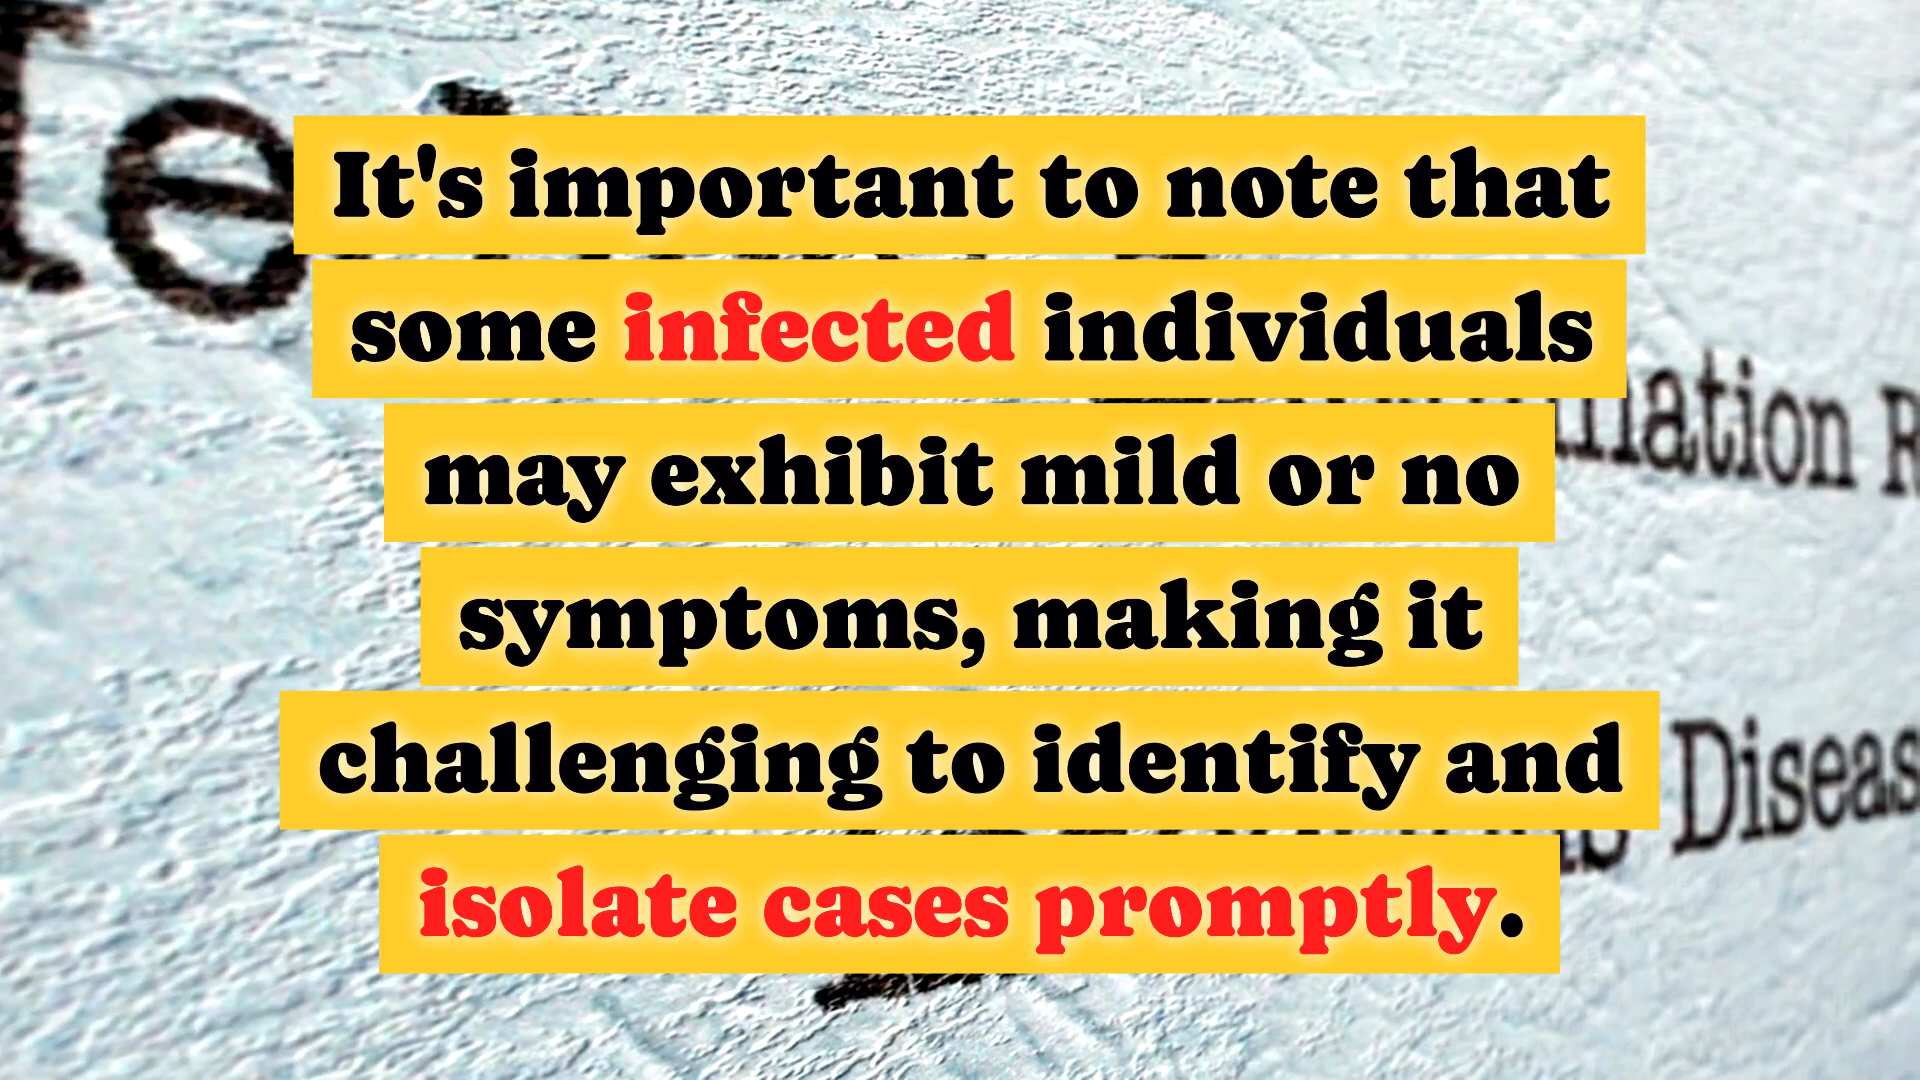 It's important to note that
some infected individuals
may exhibit mild or no
symptoms, making it
challenging to identify and
isolate cases promptly.
Diseas